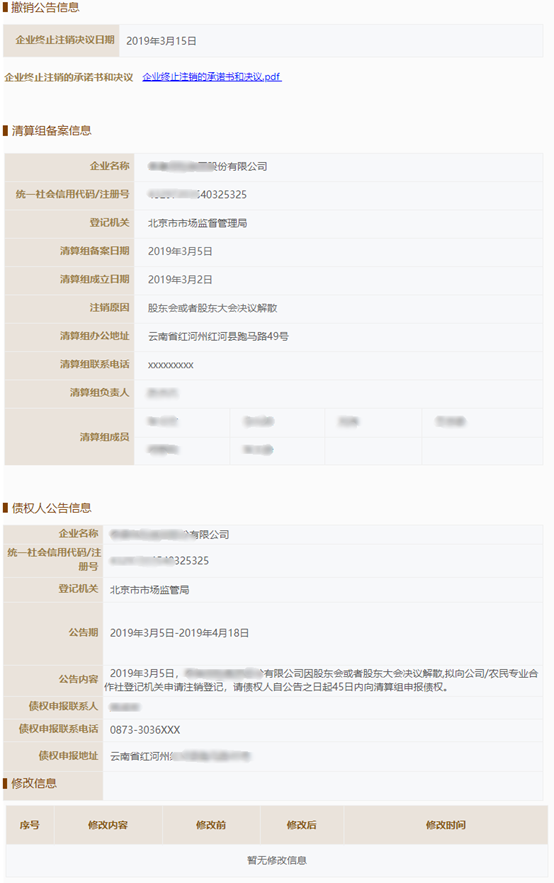 撤销公告信息
企业终止注销决议日期 2019年3月15日
企业终止注销的承诺书和决议 企业终止注销的承诺书和决议.pdf
清算组备案信息
企业名称 股份有限公司
统一社会信用代码/注册号 40325325
登记机关 北京市市场监督管理局
清算组备案日期 2019年3月5日
清算组成立日期 2019年3月2日
注销原因 股东会或者股东大会决议解散
清算组办公地址 云南省红河州红河县跑马路49号
清算组联系电话 xxxxxxxxx
清算组负责人
清算组成员
债权人公告信息
企业名称 有限公司
统一社会信用代码/注
册号 40325325
登记机关 北京市市场监管局
公告期 2019年3月5日-2019年4月18日
公告内容 2019年3月5日，有限公司因股东会或者股东大会决议解散,拟向公司/农民专业合
作社登记机关申请注销登记，请债权人自公告之日起45日内向清算组申报债权。
债权申报联系人
债权申报联系电话 0873-3036XXX
债权申报地址 云南省红河州
修改信息
序号 修改内容 修改前 修改后 修改时间
暂无修改信息